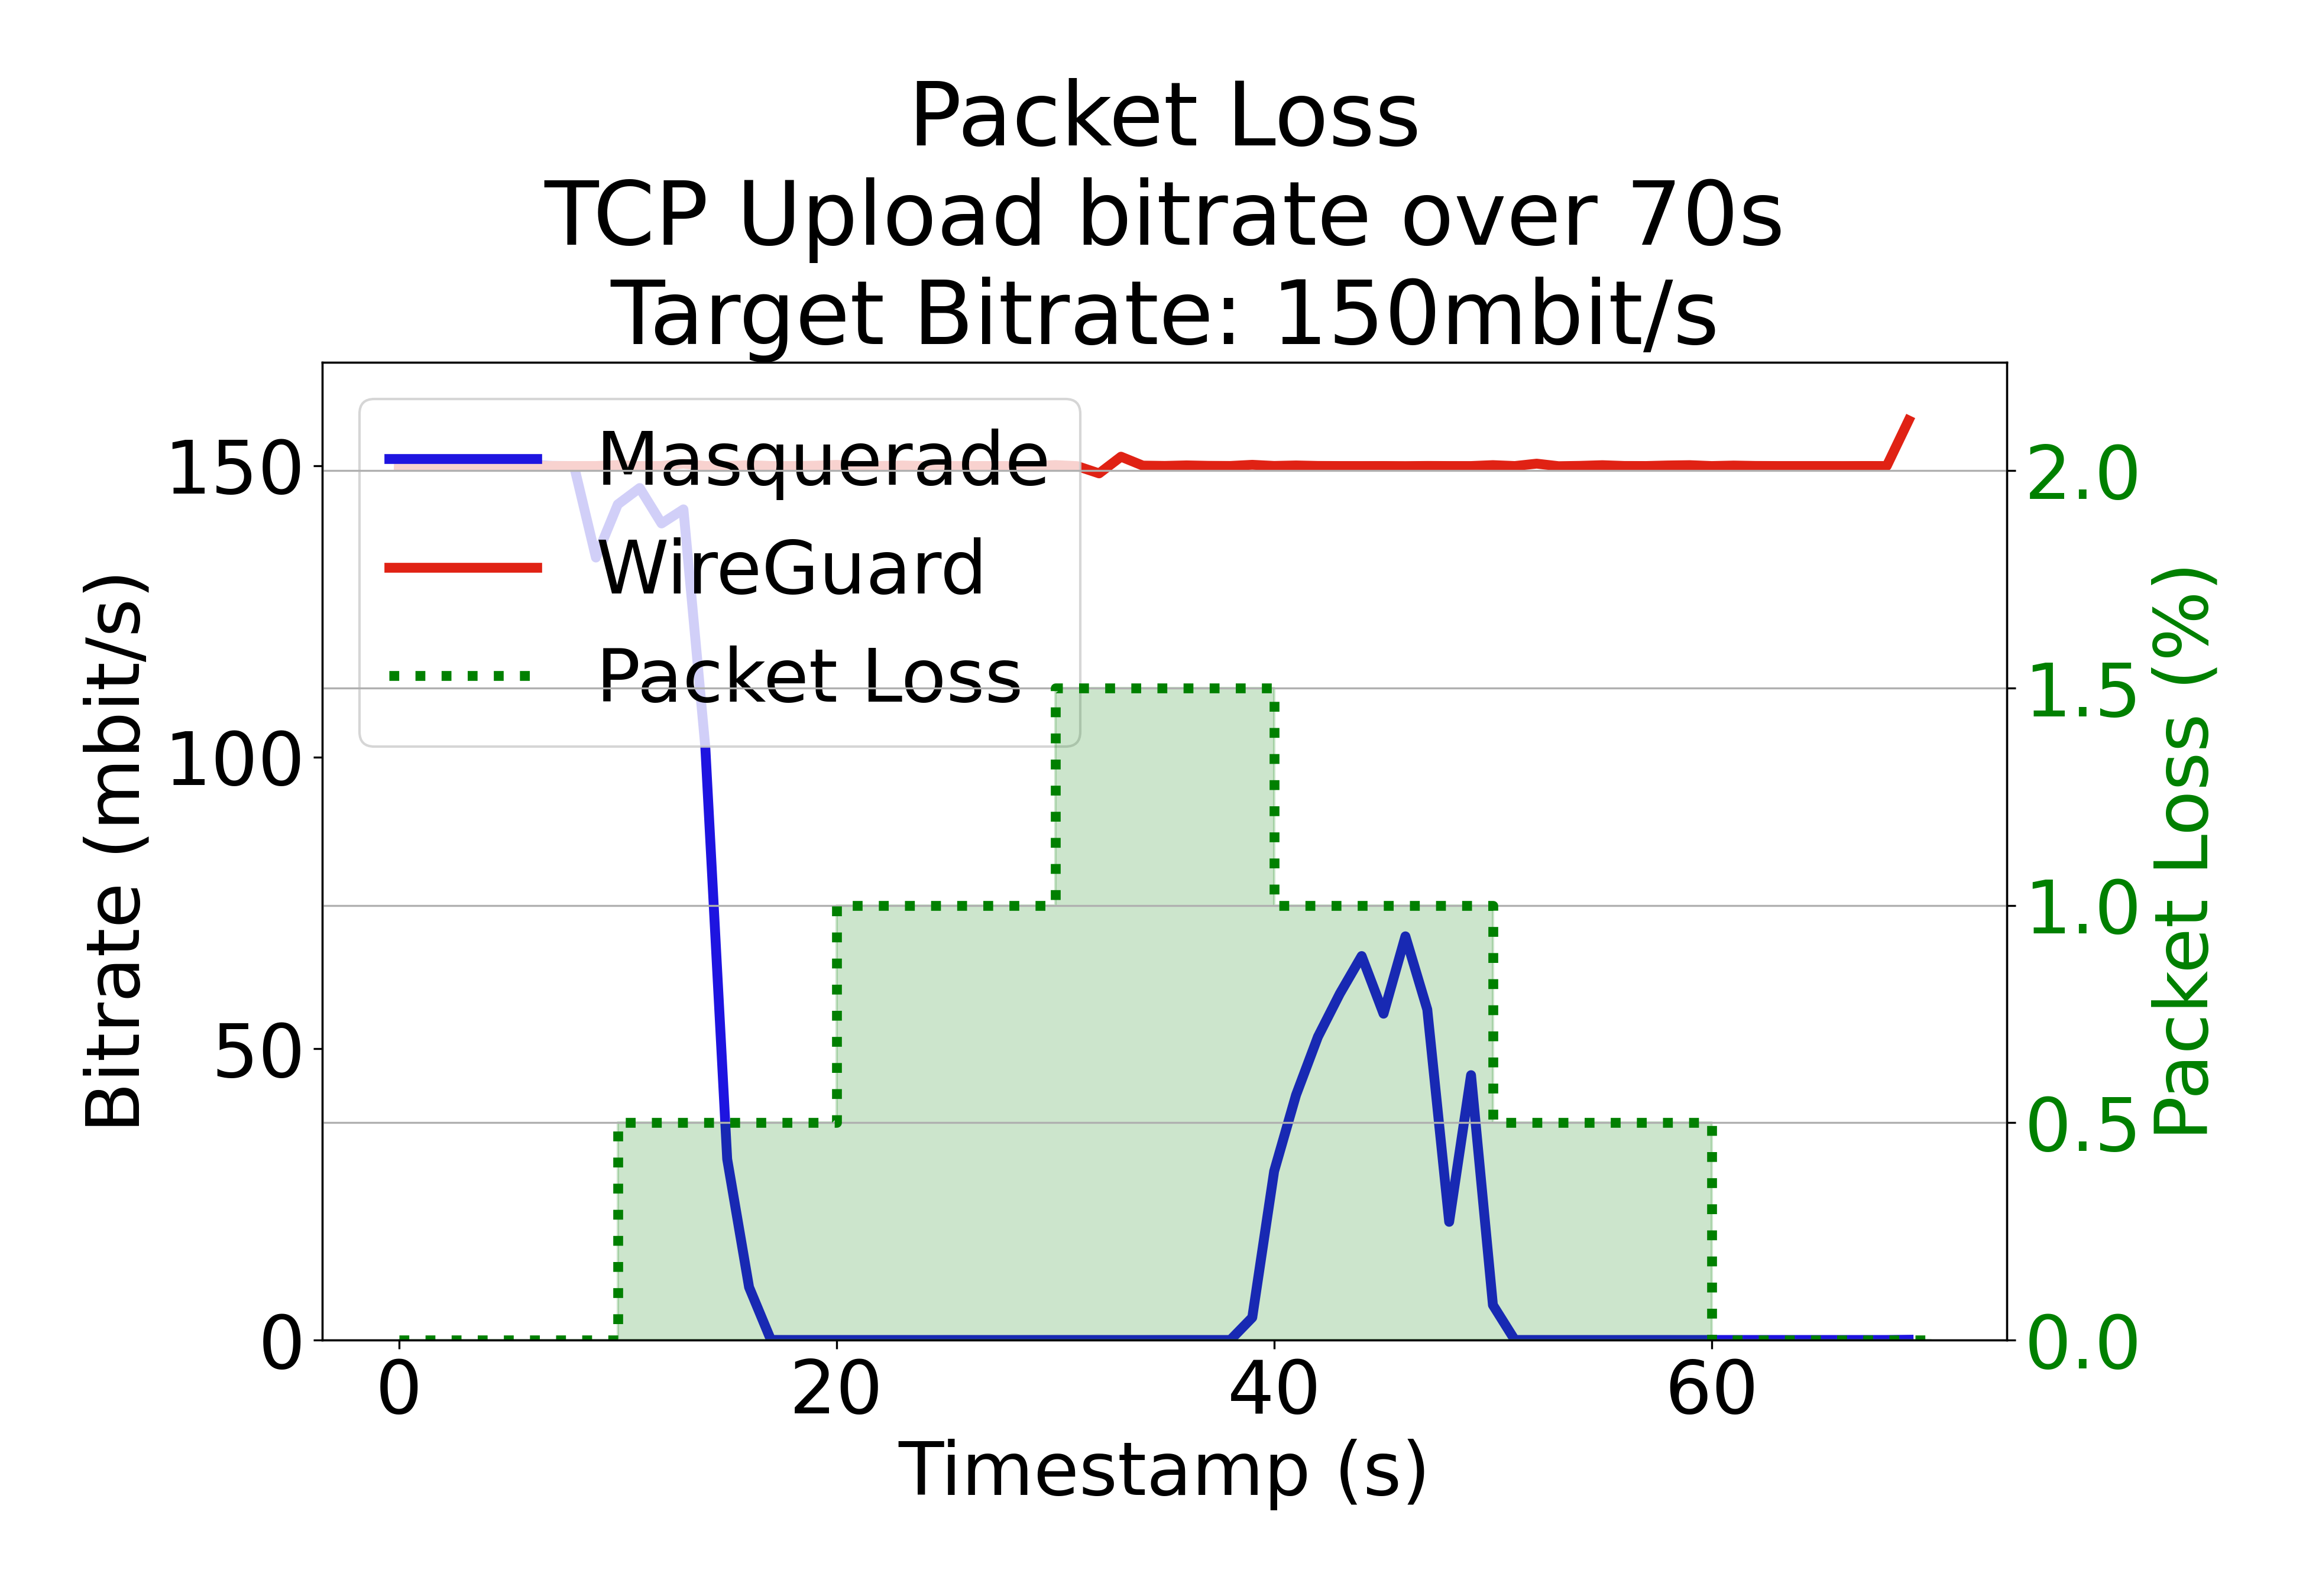 Packet Loss
TCP Upload bitrate over 70s
Target Bitrate: 150mbit/s
Masquerade
WireGuard
Packet Loss
Bitrate (mbit/s)
150
100
50
0
2.0
1.5
1.0
0.5
0.0
Packet Loss (%)
0 20 40 60
Timestamp (s)